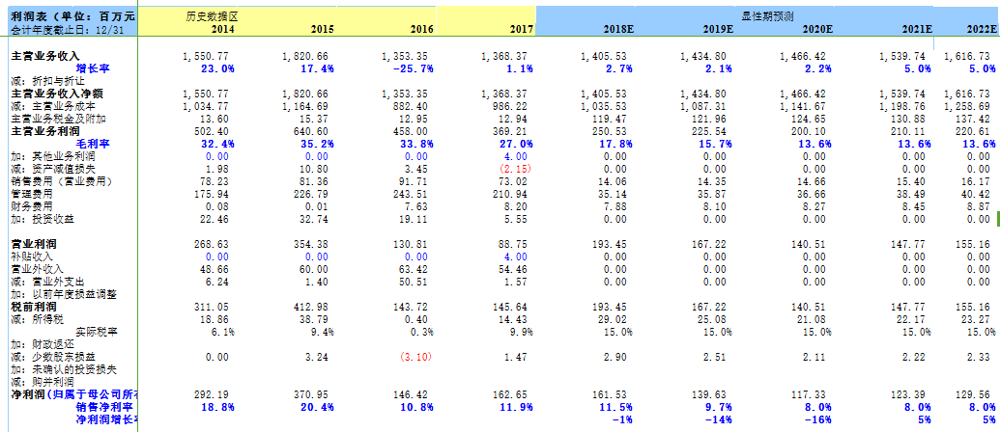 利润表（单位：百万元 历史数据区 显性期预测
会计年度截止日：12/31 2014 2015 2016 2017 2018E 2019E 2020E 2021E 2022E
主营业务收入 1,550.77 1,820.66 1,353.35 1,368.37 1,405.53 1,434.80 1,466.42 1,539.74 1,616.73
增长率 23.0% 17.4% -25.7% 1.1% 2.7% 2.1% 2.2% 5.0% 5.0%
减：折扣与折让
主营业务收入净额 1,550.77 1,820.66 1,353.35 1,368.37 1,405.53 1,434.80 1,466.42 1,539.74 1,616.73
减：主营业务成本 1,034.77 1,164.69 882.40 986.22 1,035.53 1,087.31 1,141.67 1,198.76 1,258.69
主营业务税金及附加 13.60 15.37 12.95 12.94 119.47 121.96 124.65 130.88 137.42
主营业务利润 502.40 640.60 458.00 369.21 250.53 225.54 200.10 210.11 220.61
毛利率 32.4% 35.2% 33.8% 27.0% 17.8% 15.7% 13.6% 13.6% 13.6%
加：其他业务利润 0.00 0.00 0.00 4.00 0.00 0.00 0.00 0.00 0.00
减：资产减值损失 1.98 10.80 3.45 (2.15) 0.00 0.00 0.00 0.00 0.00
销售费用（营业费用） 78.23 81.36 91.71 73.02 14.06 14.35 14.66 15.40 16.17
管理费用 175.94 226.79 243.51 210.94 35.14 35.87 36.66 38.49 40.42
财务费用 0.08 0.01 7.63 8.20 7.88 8.10 8.27 8.45 8.87
加：投资收益 22.46 32.74 19.11 5.55 0.00 0.00 0.00 0.00 0.00
营业利润 268.63 354.38 130.81 88.75 193.45 167.22 140.51 147.77 155.16
补贴收入 0.00 0.00 0.00 4.00 0.00 0.00 0.00 0.00 0.00
营业外收入 48.66 60.00 63.42 54.46 0.00 0.00 0.00 0.00 0.00
减：营业外支出 6.24 1.40 50.51 1.57 0.00 0.00 0.00 0.00 0.00
加：以前年度损益调整
税前利润 311.05 412.98 143.72 145.64 193.45 167.22 140.51 147.77 155.16
减：所得税 18.86 38.79 0.40 14.43 29.02 25.08 21.08 22.17 23.27
实际税率 6.1% 9.4% 0.3% 9.9% 15.0% 15.0% 15.0% 15.0% 15.0%
加：财政返还
减：少数股东损益 0.00 3.24 (3.10) 1.47 2.90 2.51 2.11 2.22 2.33
加：未确认的投资损失
减：购并利润
净利润(归属于母公司所 292.19 370.95 146.42 162.65 161.53 139.63 117.33 123.39 129.56
销售净利率 18.8% 20.4% 10.8% 11.9% 11.5% 9.7% 8.0% 8.0% 8.0%
净利润增长 -1% -14% -16% 5% 5%